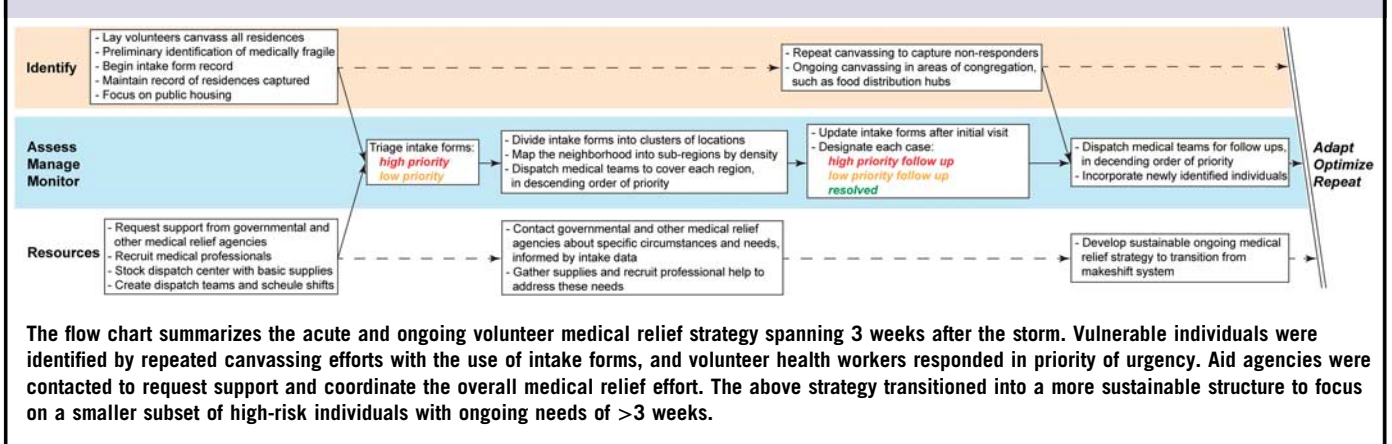 Identify
- Lay volunteers canvass all residences
- Preliminary identification of medically fragile
- Begin intake form record
- Maintain record of residences captured
- Focus on public housing
- Repeat canvassing to capture non-responders
- Ongoing canvassing in areas of congregation,
such as food distribution hubs
Assess
Manage
Monitor
Triage intake forms:
high priority
low priority
- Divide intake forms into clusters of locations
- Map the neighborhood into sub-regions by density
- Dispatch medical teams to cover each region,
in descending order of priority
- Update intake forms after initial visit
- Designate each case:
high priority follow up
low priority follow up
resolved
- Dispatch medical teams for follow ups,
in decending order of priority
- Incorporate newly identified individuals
Adapt
Optimize
Repeat
Resources
- Request support from governmental and
other medical relief agencies
- Recruit medical professionals
- Stock dispatch center with basic supplies
- Create dispatch teams and scheule shifts
- Contact governmental and other medical relief
agencies about specific circumstances and needs,
informed by intake data
- Gather supplies and recruit professional help to
address these needs
- Develop sustainable ongoing medical
relief strategy to transition from
makeshift system
The flow chart summarizes the acute and ongoing volunteer medical relief strategy spanning 3 weeks after the storm. Vulnerable individuals were
identified by repeated canvassing efforts with the use of intake forms, and volunteer health workers responded in priority of urgency. Aid agencies were
contacted to request support and coordinate the overall medical relief effort. The above strategy transitioned into a more sustainable structure to focus
on a smaller subset of high-risk individuals with ongoing needs of >3 weeks.